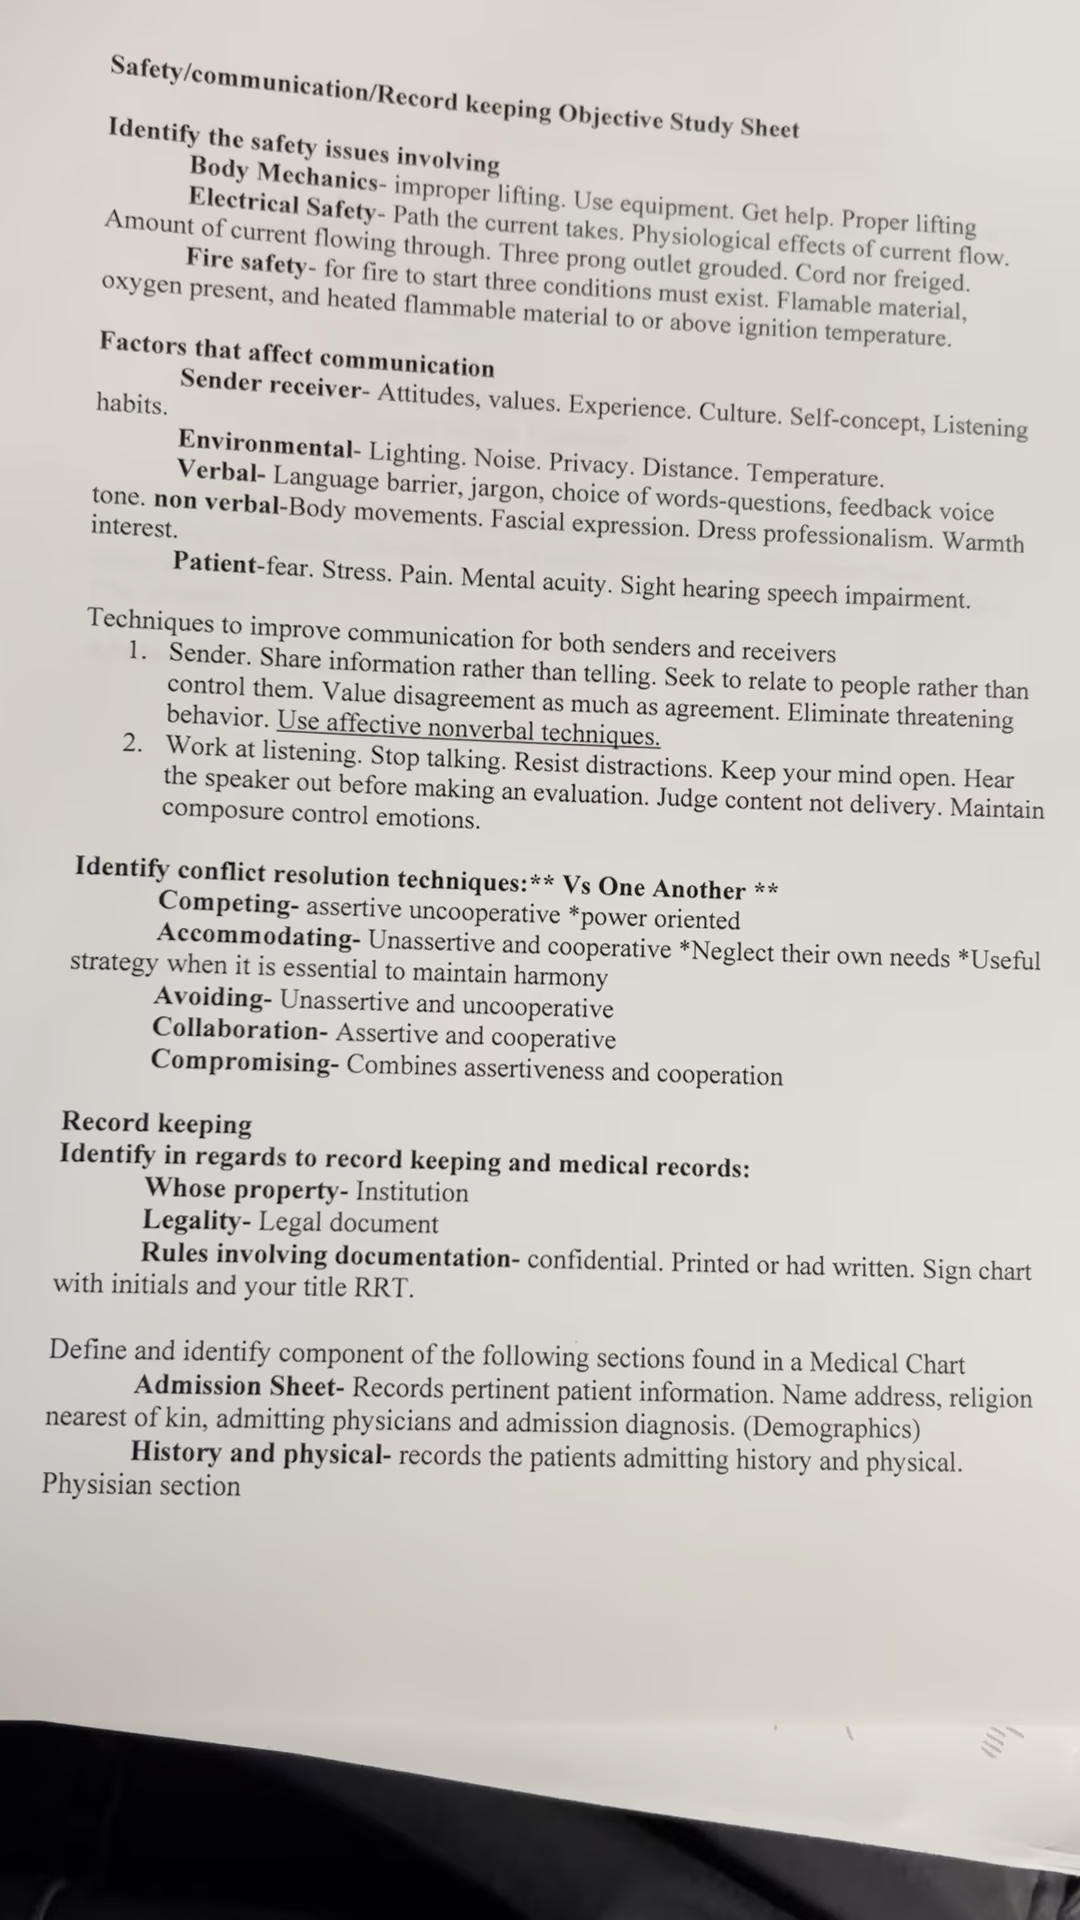 Safety/communication/Record keeping Objective Study Sheet
Identify the safety issues involving
Body Mechanics- improper lifting. Use equipment. Get help. Proper lifting
Electrical Safety- Path the current takes. Physiological effects of current flow.
Amount of current flowing through. Three prong outlet grouded. Cord nor freiged.
Fire safety- for fire to start three conditions must exist. Flamable material,
oxygen present, and heated flammable material to or above ignition temperature.
Factors that affect communication
Sender receiver- Attitudes, values. Experience. Culture. Self-concept, Listening
habits.
Environmental- Lighting. Noise. Privacy. Distance. Temperature.
Verbal- Language barrier, jargon, choice of words-questions, feedback voice
tone. non verbal-Body movements. Fascial expression. Dress professionalism. Warmth
interest.
Patient-fear. Stress. Pain. Mental acuity. Sight hearing speech impairment.
Techniques to improve communication for both senders and receivers
1. Sender. Share information rather than telling. Seek to relate to people rather than
control them. Value disagreement as much as agreement. Eliminate threatening
behavior. Use affective nonverbal techniques.
2. Work at listening. Stop talking. Resist distractions. Keep your mind open. Hear
the speaker out before making an evaluation. Judge content not delivery. Maintain
composure control emotions.
Identify conflict resolution techniques:** Vs One Another **
Competing- assertive uncooperative *power oriented
Accommodating- Unassertive and cooperative *Neglect their own needs *Useful
strategy when it is essential to maintain harmony
Avoiding- Unassertive and uncooperative
Collaboration- Assertive and cooperative
Compromising- Combines assertiveness and cooperation
Record keeping
Identify in regards to record keeping and medical records:
Whose property- Institution
Legality- Legal document
Rules involving documentation- confidential. Printed or had written. Sign chart
with initials and your title RRT.
Define and identify component of the following sections found in a Medical Chart
Admission Sheet- Records pertinent patient information. Name address, religion
nearest of kin, admitting physicians and admission diagnosis. (Demographics)
History and physical- records the patients admitting history and physical.
Physisian section